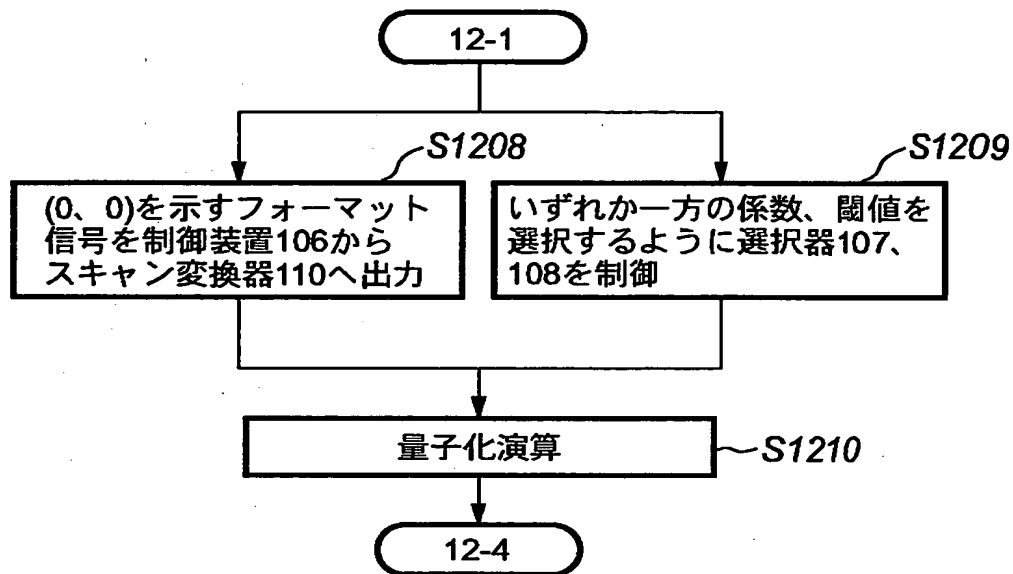 12-1
S1208
(0、0)を示すフォーマット
信号を制御装置106から
スキャン変換器110へ出力
S1209
いずれか一方の係数、閾値を
選択するように選択器107、
108を制御
量子化演算
S1210
12-4